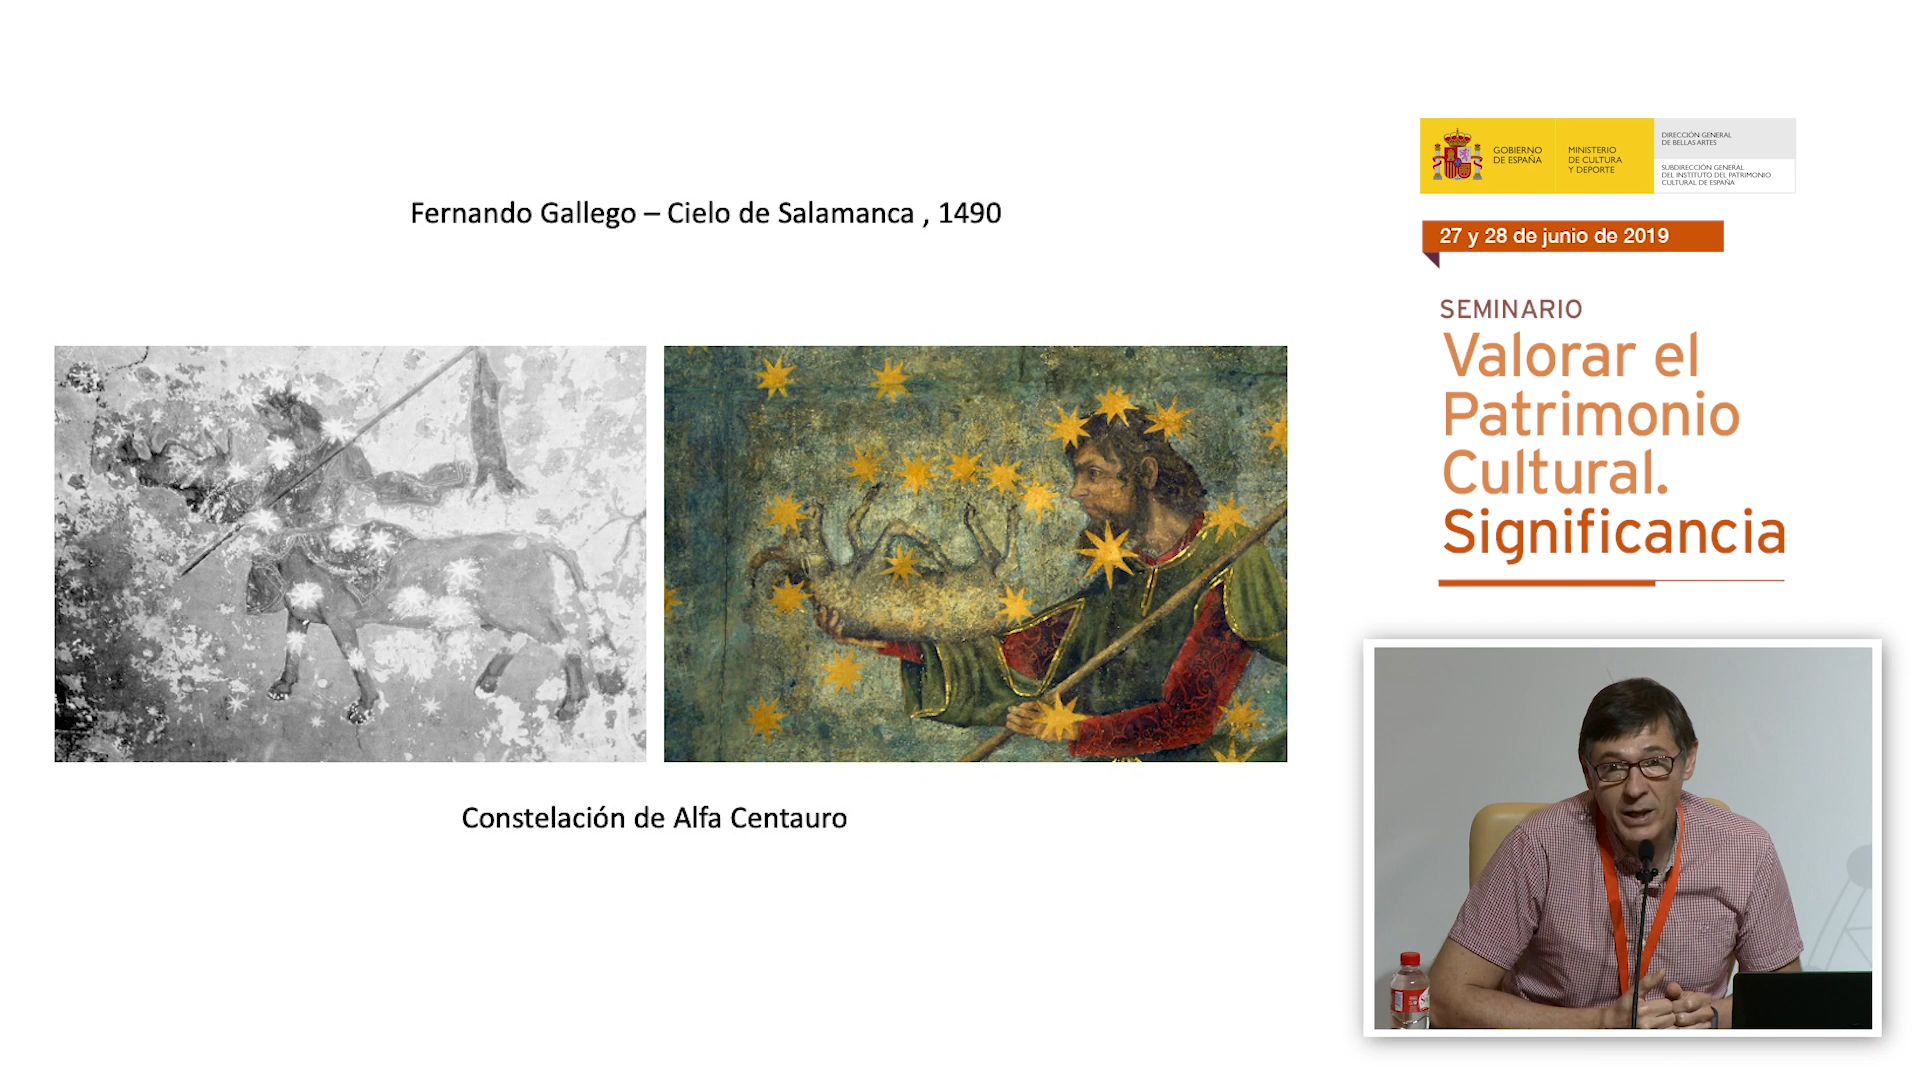 Fernando Gallego – Cielo de Salamanca , 1490
Constelación de Alfa Centauro
GOBIERNO
DE ESPAÑA
MINISTERIO
DE CULTURA
Y DEPORTE
DIRECCIÓN GENERAL
DE BELLAS ARTES
SUBDIRECCIÓN GENERAL
DEL INSTITUTO DEL PATRIMONIO
CULTURAL DE ESPAÑA
27 y 28 de junio de 2019
SEMINARIO
Valorar el
Patrimonio
Cultural.
Significancia